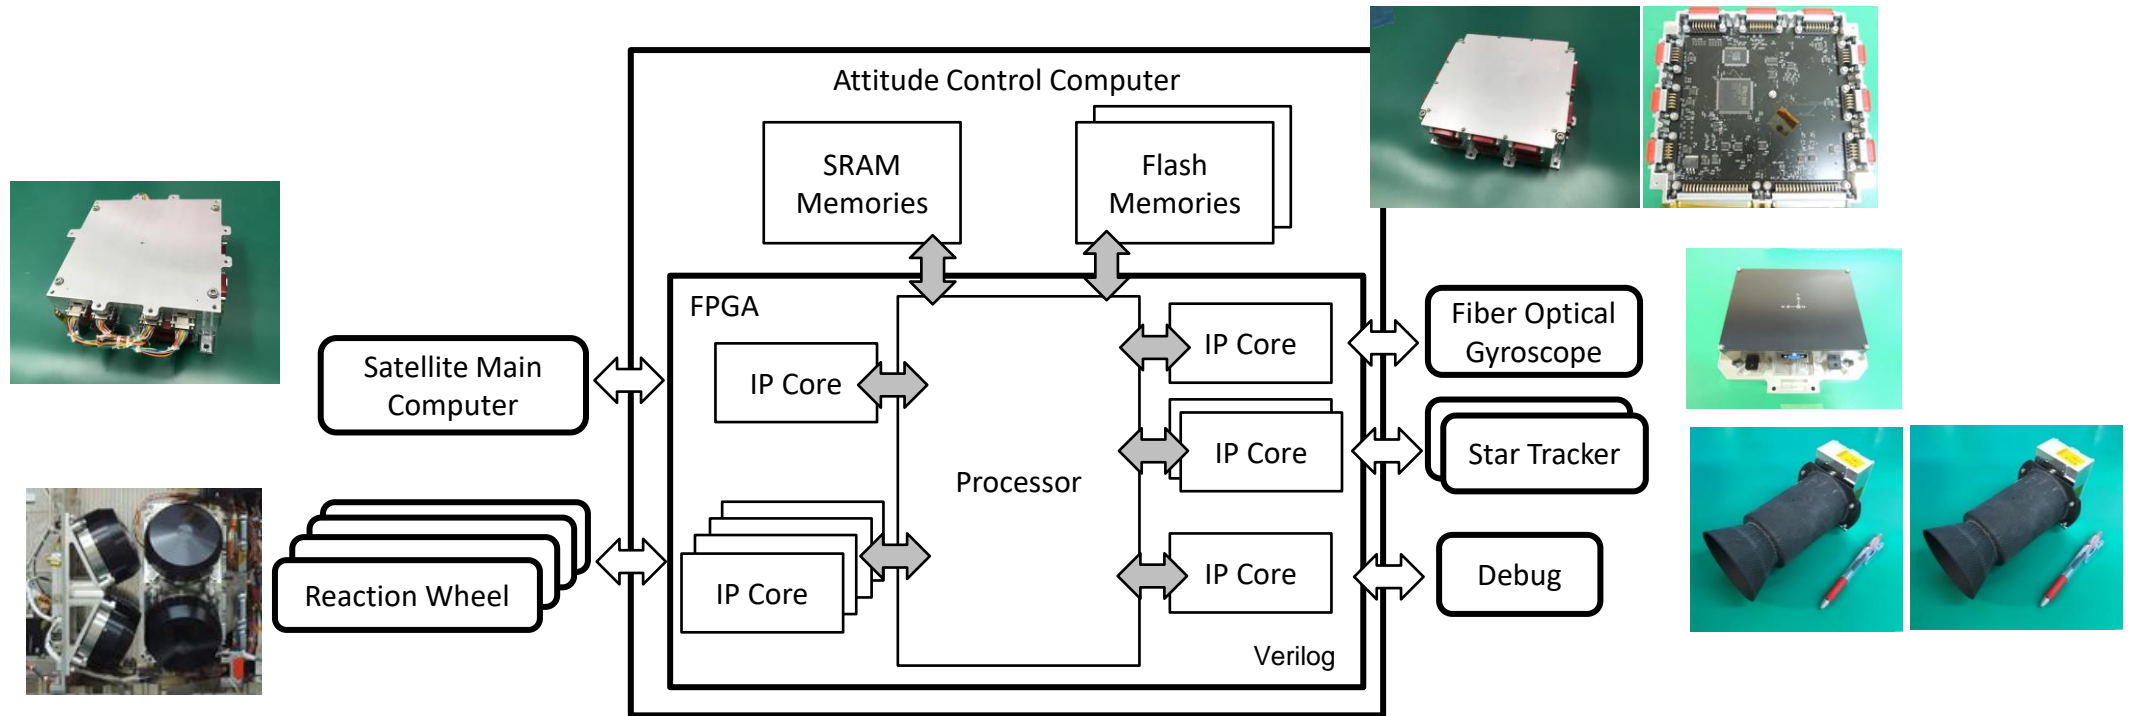 Attitude Control Computer
SRAM
Memories
Flash
Memories
FPGA
Satellite Main
Computer
IP Core
Processor
IP Core
Fiber Optical
Gyroscope
IP Core
Star Tracker
Reaction Wheel
IP Core
IP Core
Debug
Verilog